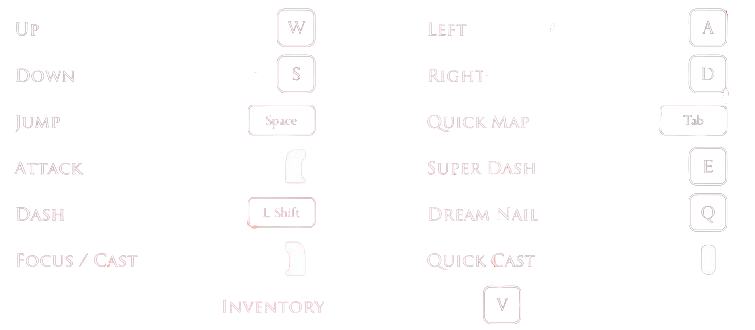 Up W Left A
Down S Right D
Jump Space Quick Map Tab
Attack Super Dash E
Dash L Shift Dream Nail Q
Focus / Cast Quick Cast
Inventory V